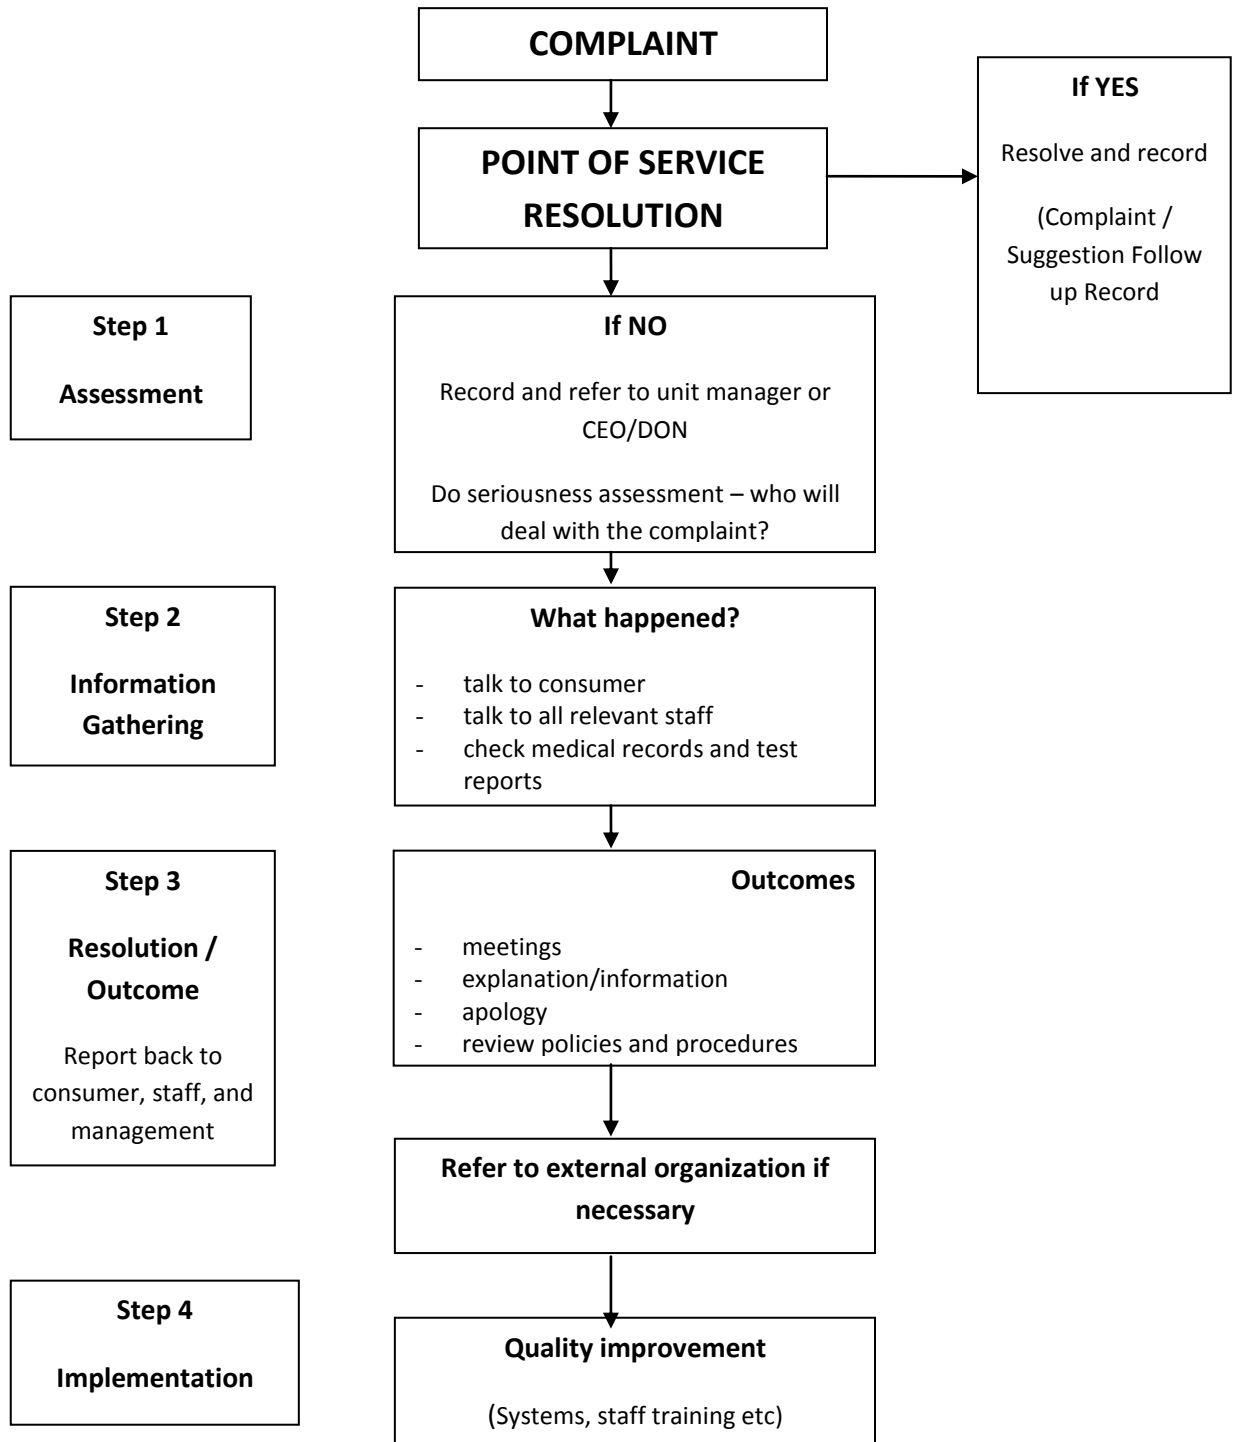 COMPLAINT
POINT OF SERVICE
RESOLUTION
If YES
Resolve and record
(Complaint /
Suggestion Follow
up Record
Step 1
Assessment
If NO
Record and refer to unit manager or
CEO/DON
Do seriousness assessment – who will
deal with the complaint?
Step 2
Information
Gathering
What happened?
- talk to consumer
- talk to all relevant staff
- check medical records and test
reports
Step 3
Resolution /
Outcome
Report back to
consumer, staff, and
management
Outcomes
- meetings
- explanation/information
- apology
- review policies and procedures
Refer to external organization if
necessary
Step 4
Implementation
Quality improvement
(Systems, staff training etc)